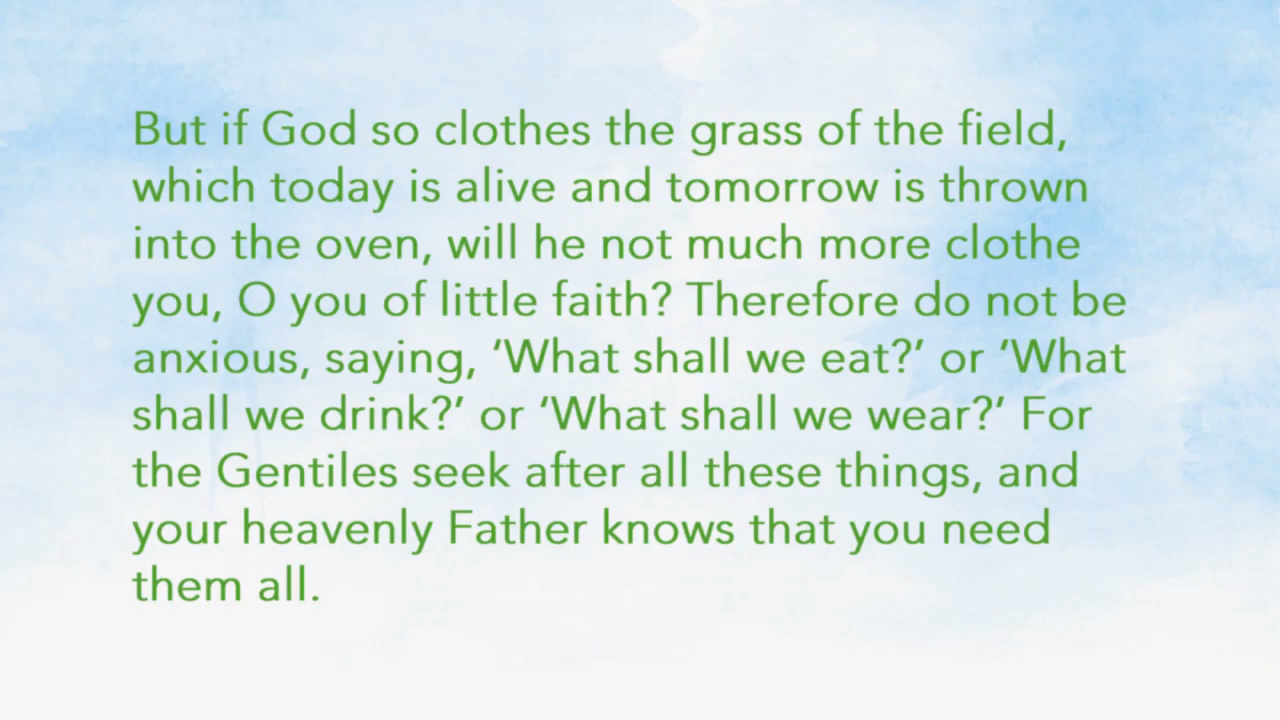 But if God so clothes the grass of the field,
which today is alive and tomorrow is thrown
into the oven, will he not much more clothe
you, O you of little faith? Therefore do not be
anxious, saying, ‘What shall we eat?’ or ‘What
shall we drink?’ or ‘What shall we wear?’ For
the Gentiles seek after all these things, and
your heavenly Father knows that you need
them all.